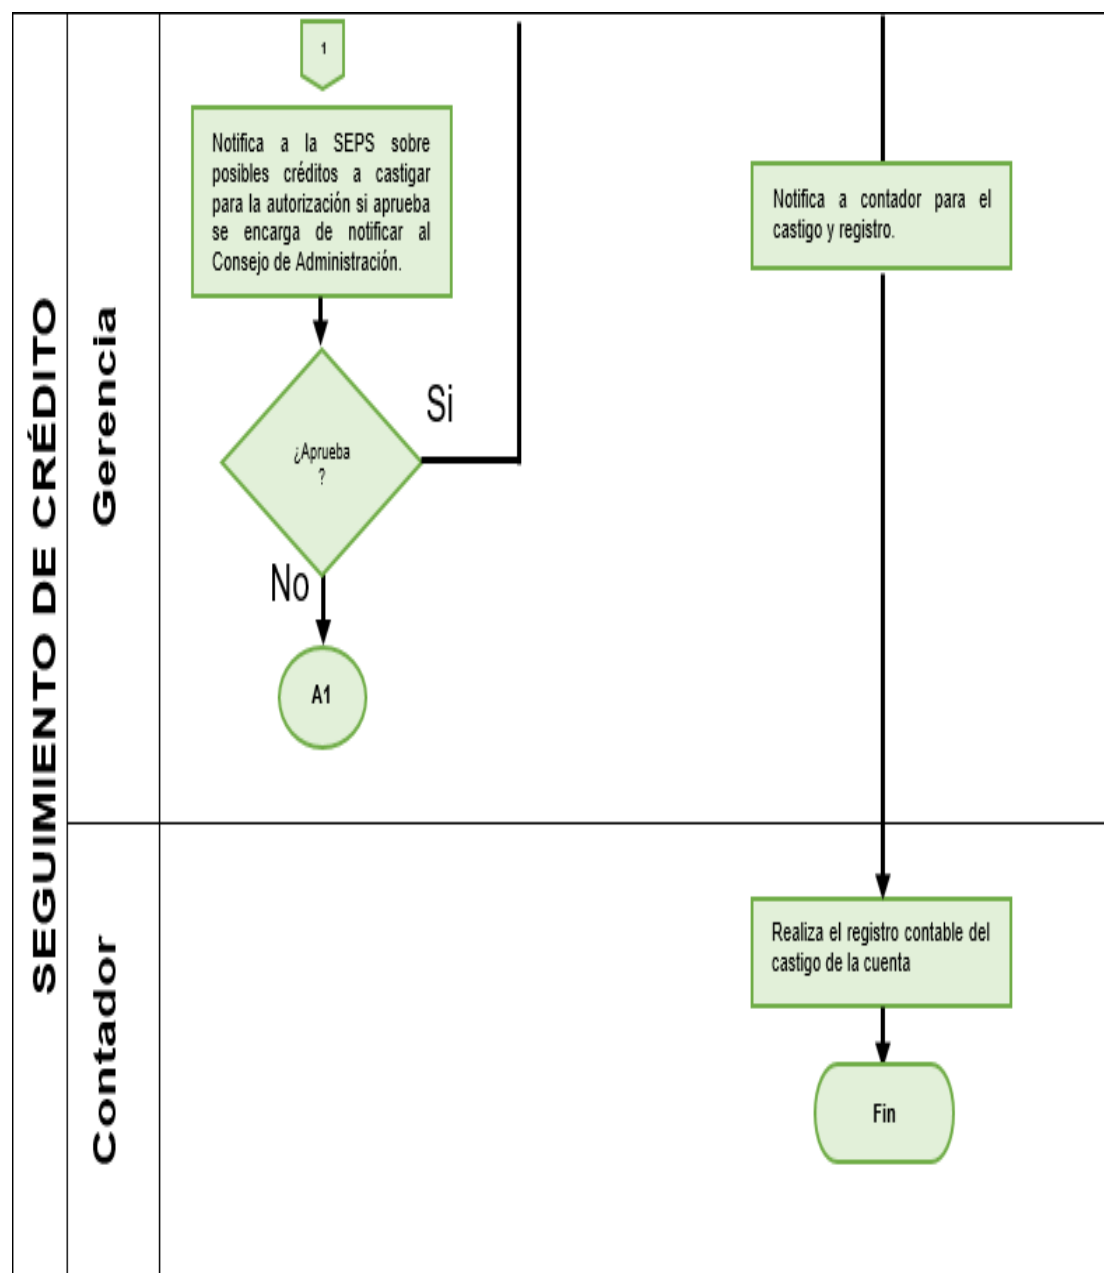 SEGUIMIENTO DE CRÉDITO
Gerencia
1
Notifica a la SEPS sobre
posibles créditos a castigar
para la autorización si aprueba
se encarga de notificar al
Consejo de Administración.
Notifica a contador para el
castigo y registro.
Si
¿Aprueba
?
No
A1
Contador
Realiza el registro contable del
castigo de la cuenta
Fin